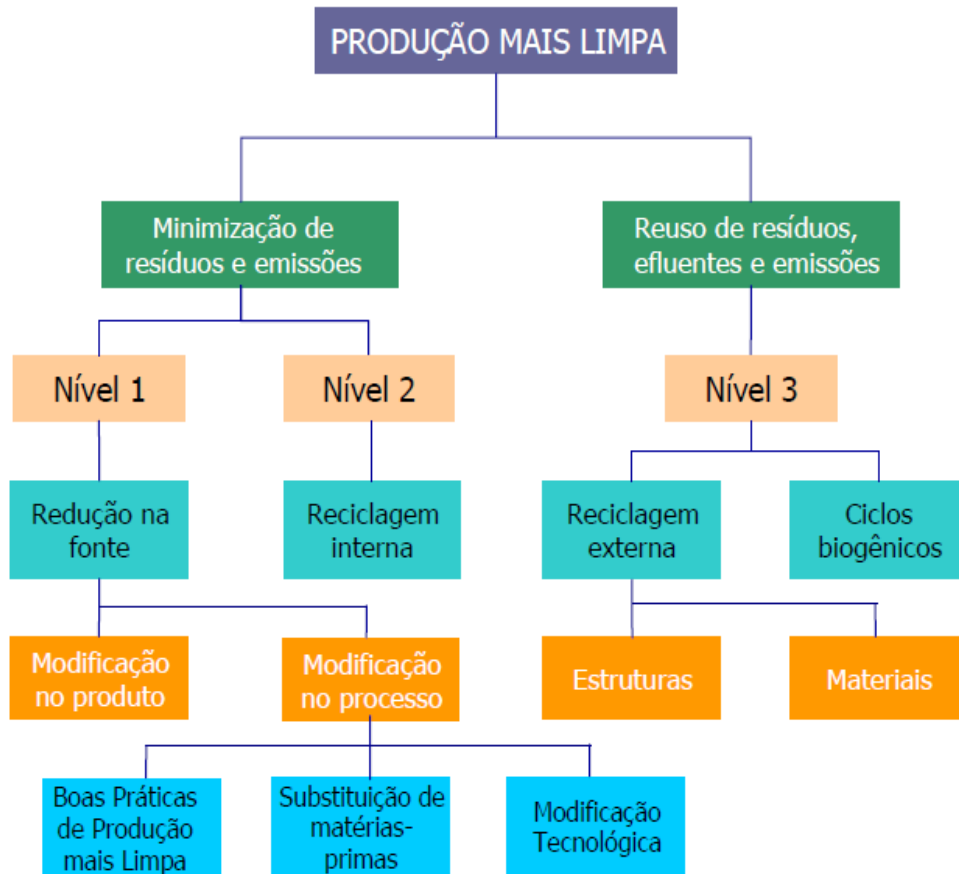 PRODUÇÃO MAIS LIMPA
Minimização de
resíduos e emissões
Reuso de resíduos,
efluentes e emissões
Nível 1
Nível 2
Nível 3
Redução na
fonte
Reciclagem
interna
Reciclagem
externa
Ciclos
biogênicos
Modificação
no produto
Modificação
no processo
Estruturas
Materiais
Boas Práticas
de Produção
mais Limpa
Substituição de
matérias-
primas
Modificação
Tecnológica